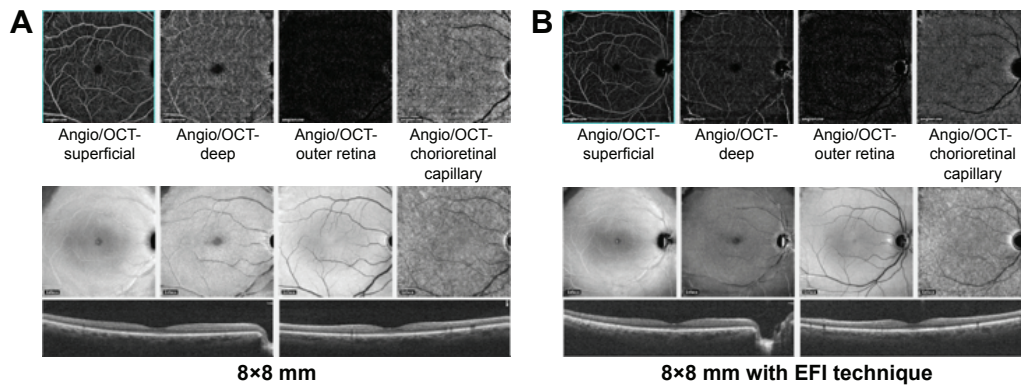 A
B
Angio/OCT-
superficial
Angio/OCT-
deep
Angio/OCT-
outer retina
Angio/OCT-
chorioretinal
capillary
Angio/OCT-
superficial
Angio/OCT-
deep
Angio/OCT-
outer retina
Angio/OCT-
chorioretinal
capillary
8×8 mm
8×8 mm with EFI technique